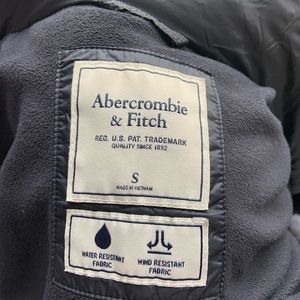 Abercrombie
& Fitch
REG. U.S. PAT. TRADEMARK
QUALITY SINCE 1892
S
MADE IN VIETNAM
WATER RESISTANT
FABRIC
WIND RESISTANT
FABRIC